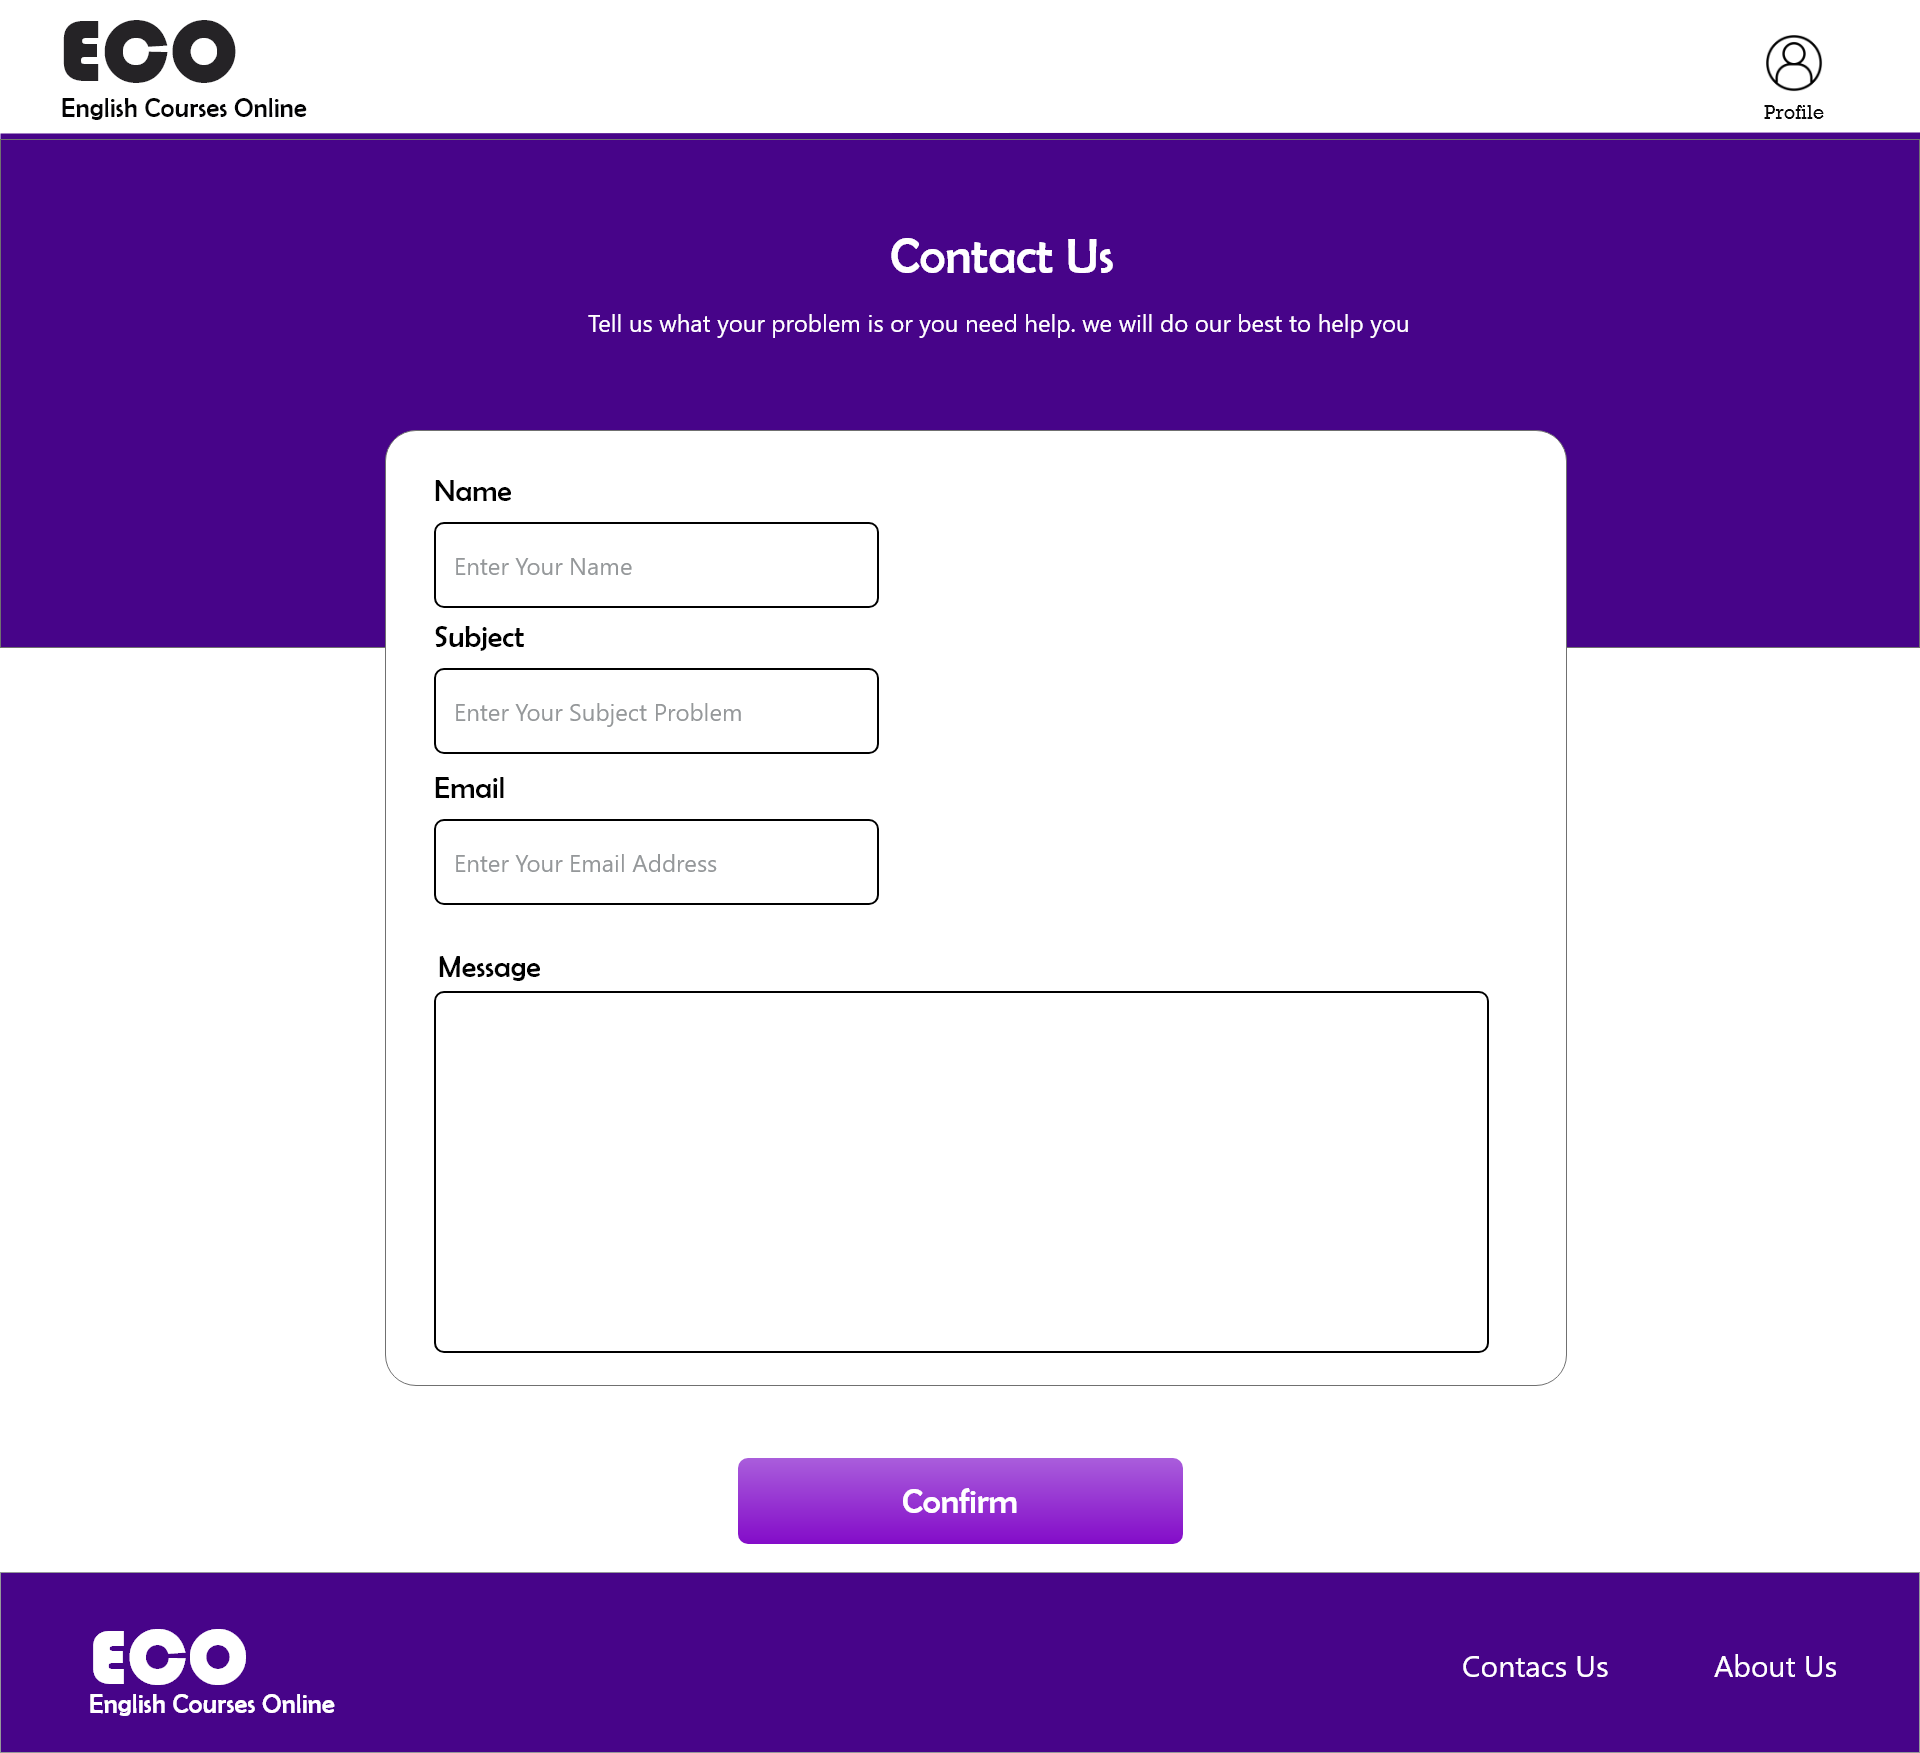 ECO
English Courses Online
Profile
Contact Us
Tell us what your problem is or you need help. we will do our best to help you
Name
Enter Your Name
Subject
Enter Your Subject Problem
Email
Enter Your Email Address
Message
Confirm
ECO
English Courses Online
Contacs Us
About Us